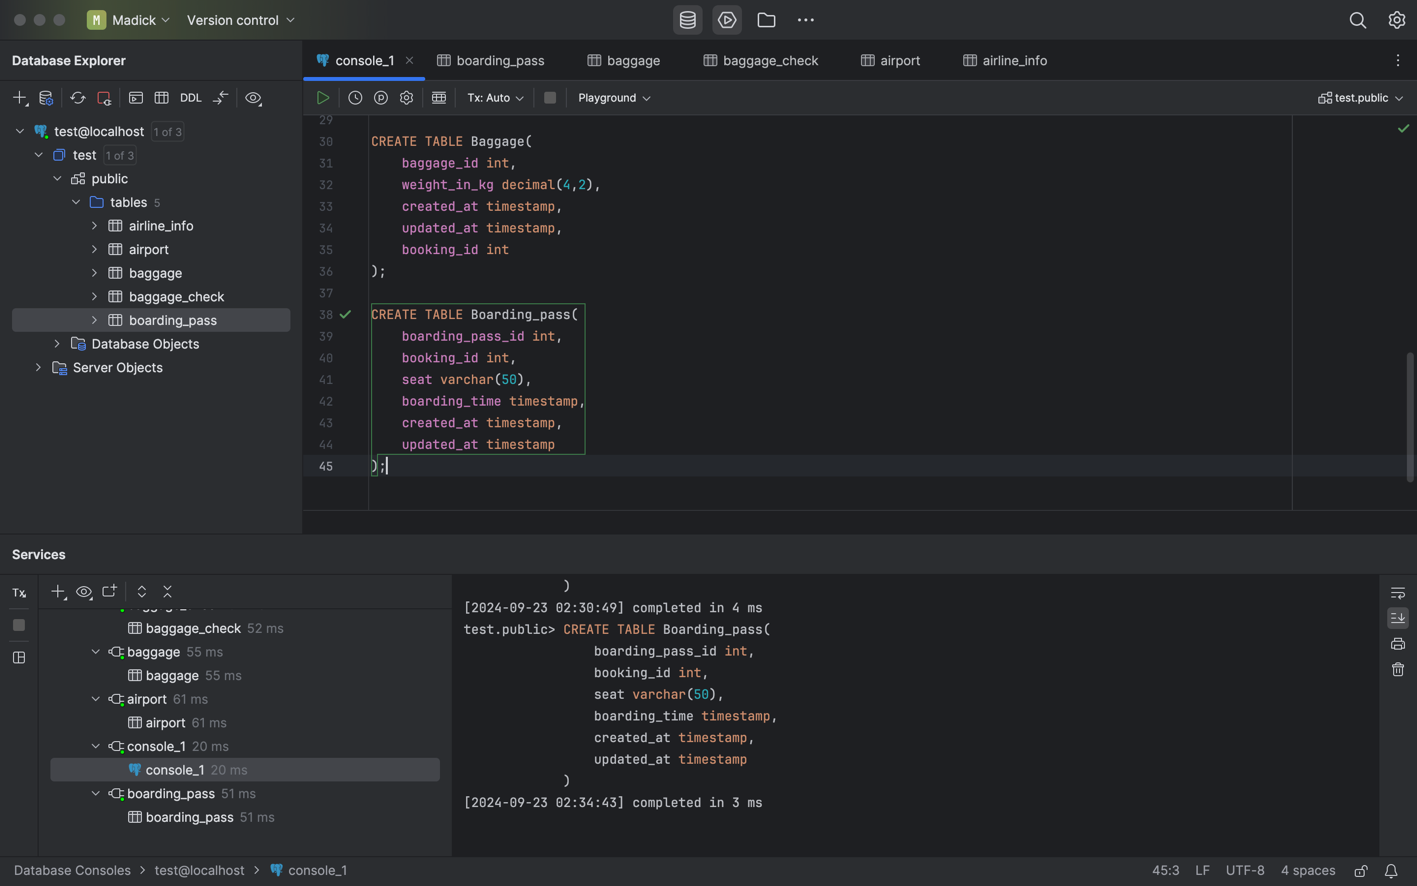 M Madick Version control
Database Explorer
console_1 boarding_pass baggage baggage_check airport airline_info
DDL
Tx: Auto Playground test.public
test@localhost 1 of 3
test 1 of 3
public
tables 5
airline_info
airport
baggage
baggage_check
boarding_pass
Database Objects
Server Objects
29
30 CREATE TABLE Baggage(
31 baggage_id int,
32 weight_in_kg decimal(4,2),
33 created_at timestamp,
34 updated_at timestamp,
35 booking_id int
36 );
37
38 CREATE TABLE Boarding_pass(
39 boarding_pass_id int,
40 booking_id int,
41 seat varchar(50),
42 boarding_time timestamp,
43 created_at timestamp,
44 updated_at timestamp
45 );
Services
Tx
baggage_check 52 ms
baggage 55 ms
baggage 55 ms
airport 61 ms
airport 61 ms
console_1 20 ms
console_1 20 ms
boarding_pass 51 ms
boarding_pass 51 ms
)
[2024-09-23 02:30:49] completed in 4 ms
test.public> CREATE TABLE Boarding_pass(
boarding_pass_id int,
booking_id int,
seat varchar(50),
boarding_time timestamp,
created_at timestamp,
updated_at timestamp
)
[2024-09-23 02:34:43] completed in 3 ms
Database Consoles > test@localhost > console_1
45:3 LF UTF-8 4 spaces